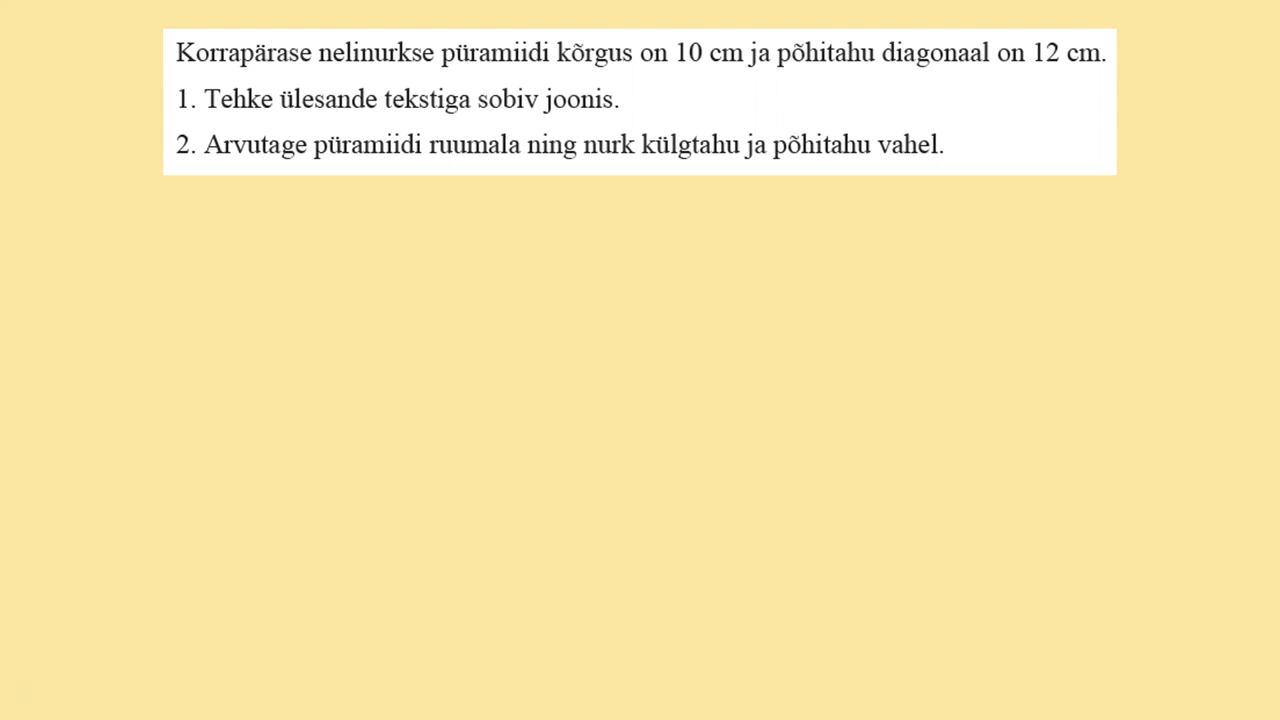 Korrapärase nelinurkse püramiidi kõrgus on 10 cm ja põhitahu diagonaal on 12 cm.
1. Tehke ülesande tekstiga sobiv joonis.
2. Arvutage püramiidi ruumala ning nurk külgtahu ja põhitahu vahel.